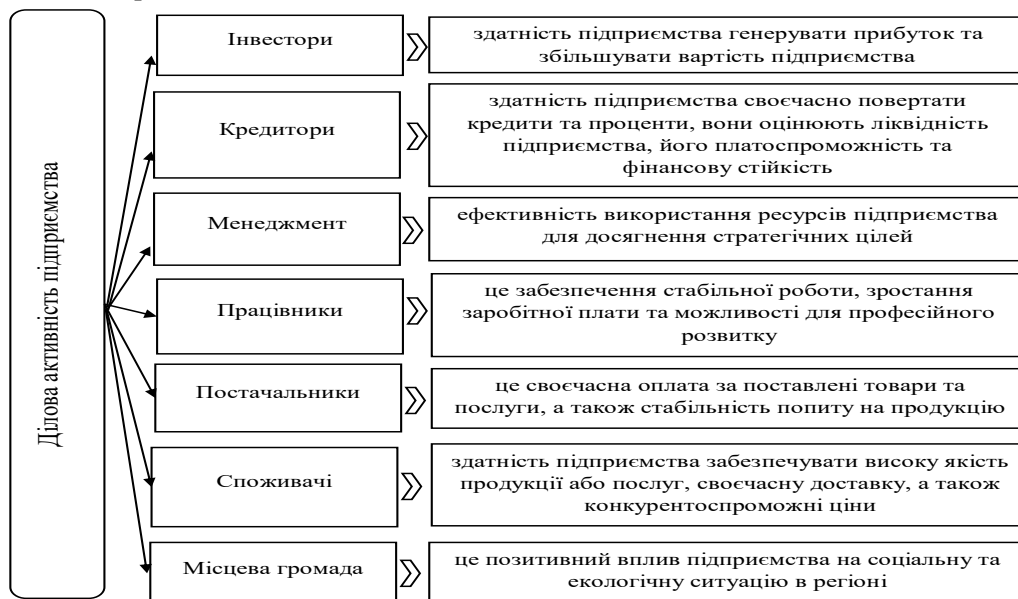 Ділова активність підприємства
Інвестори
здатність підприємства генерувати прибуток та
збільшувати вартість підприємства
Кредитори
здатність підприємства своєчасно повертати
кредити та проценти, вони оцінюють ліквідність
підприємства, його платоспроможність та
фінансову стійкість
Менеджмент
ефективність використання ресурсів підприємства
для досягнення стратегічних цілей
Працівники
це забезпечення стабільної роботи, зростання
заробітної плати та можливості для професійного
розвитку
Постачальники
це своєчасна оплата за поставлені товари та
послуги, а також стабільність попиту на продукцію
Споживачі
здатність підприємства забезпечувати високу якість
продукції або послуг, своєчасну доставку, а також
конкурентоспроможні ціни
Місцева громада
це позитивний вплив підприємства на соціальну та
екологічну ситуацію в регіоні